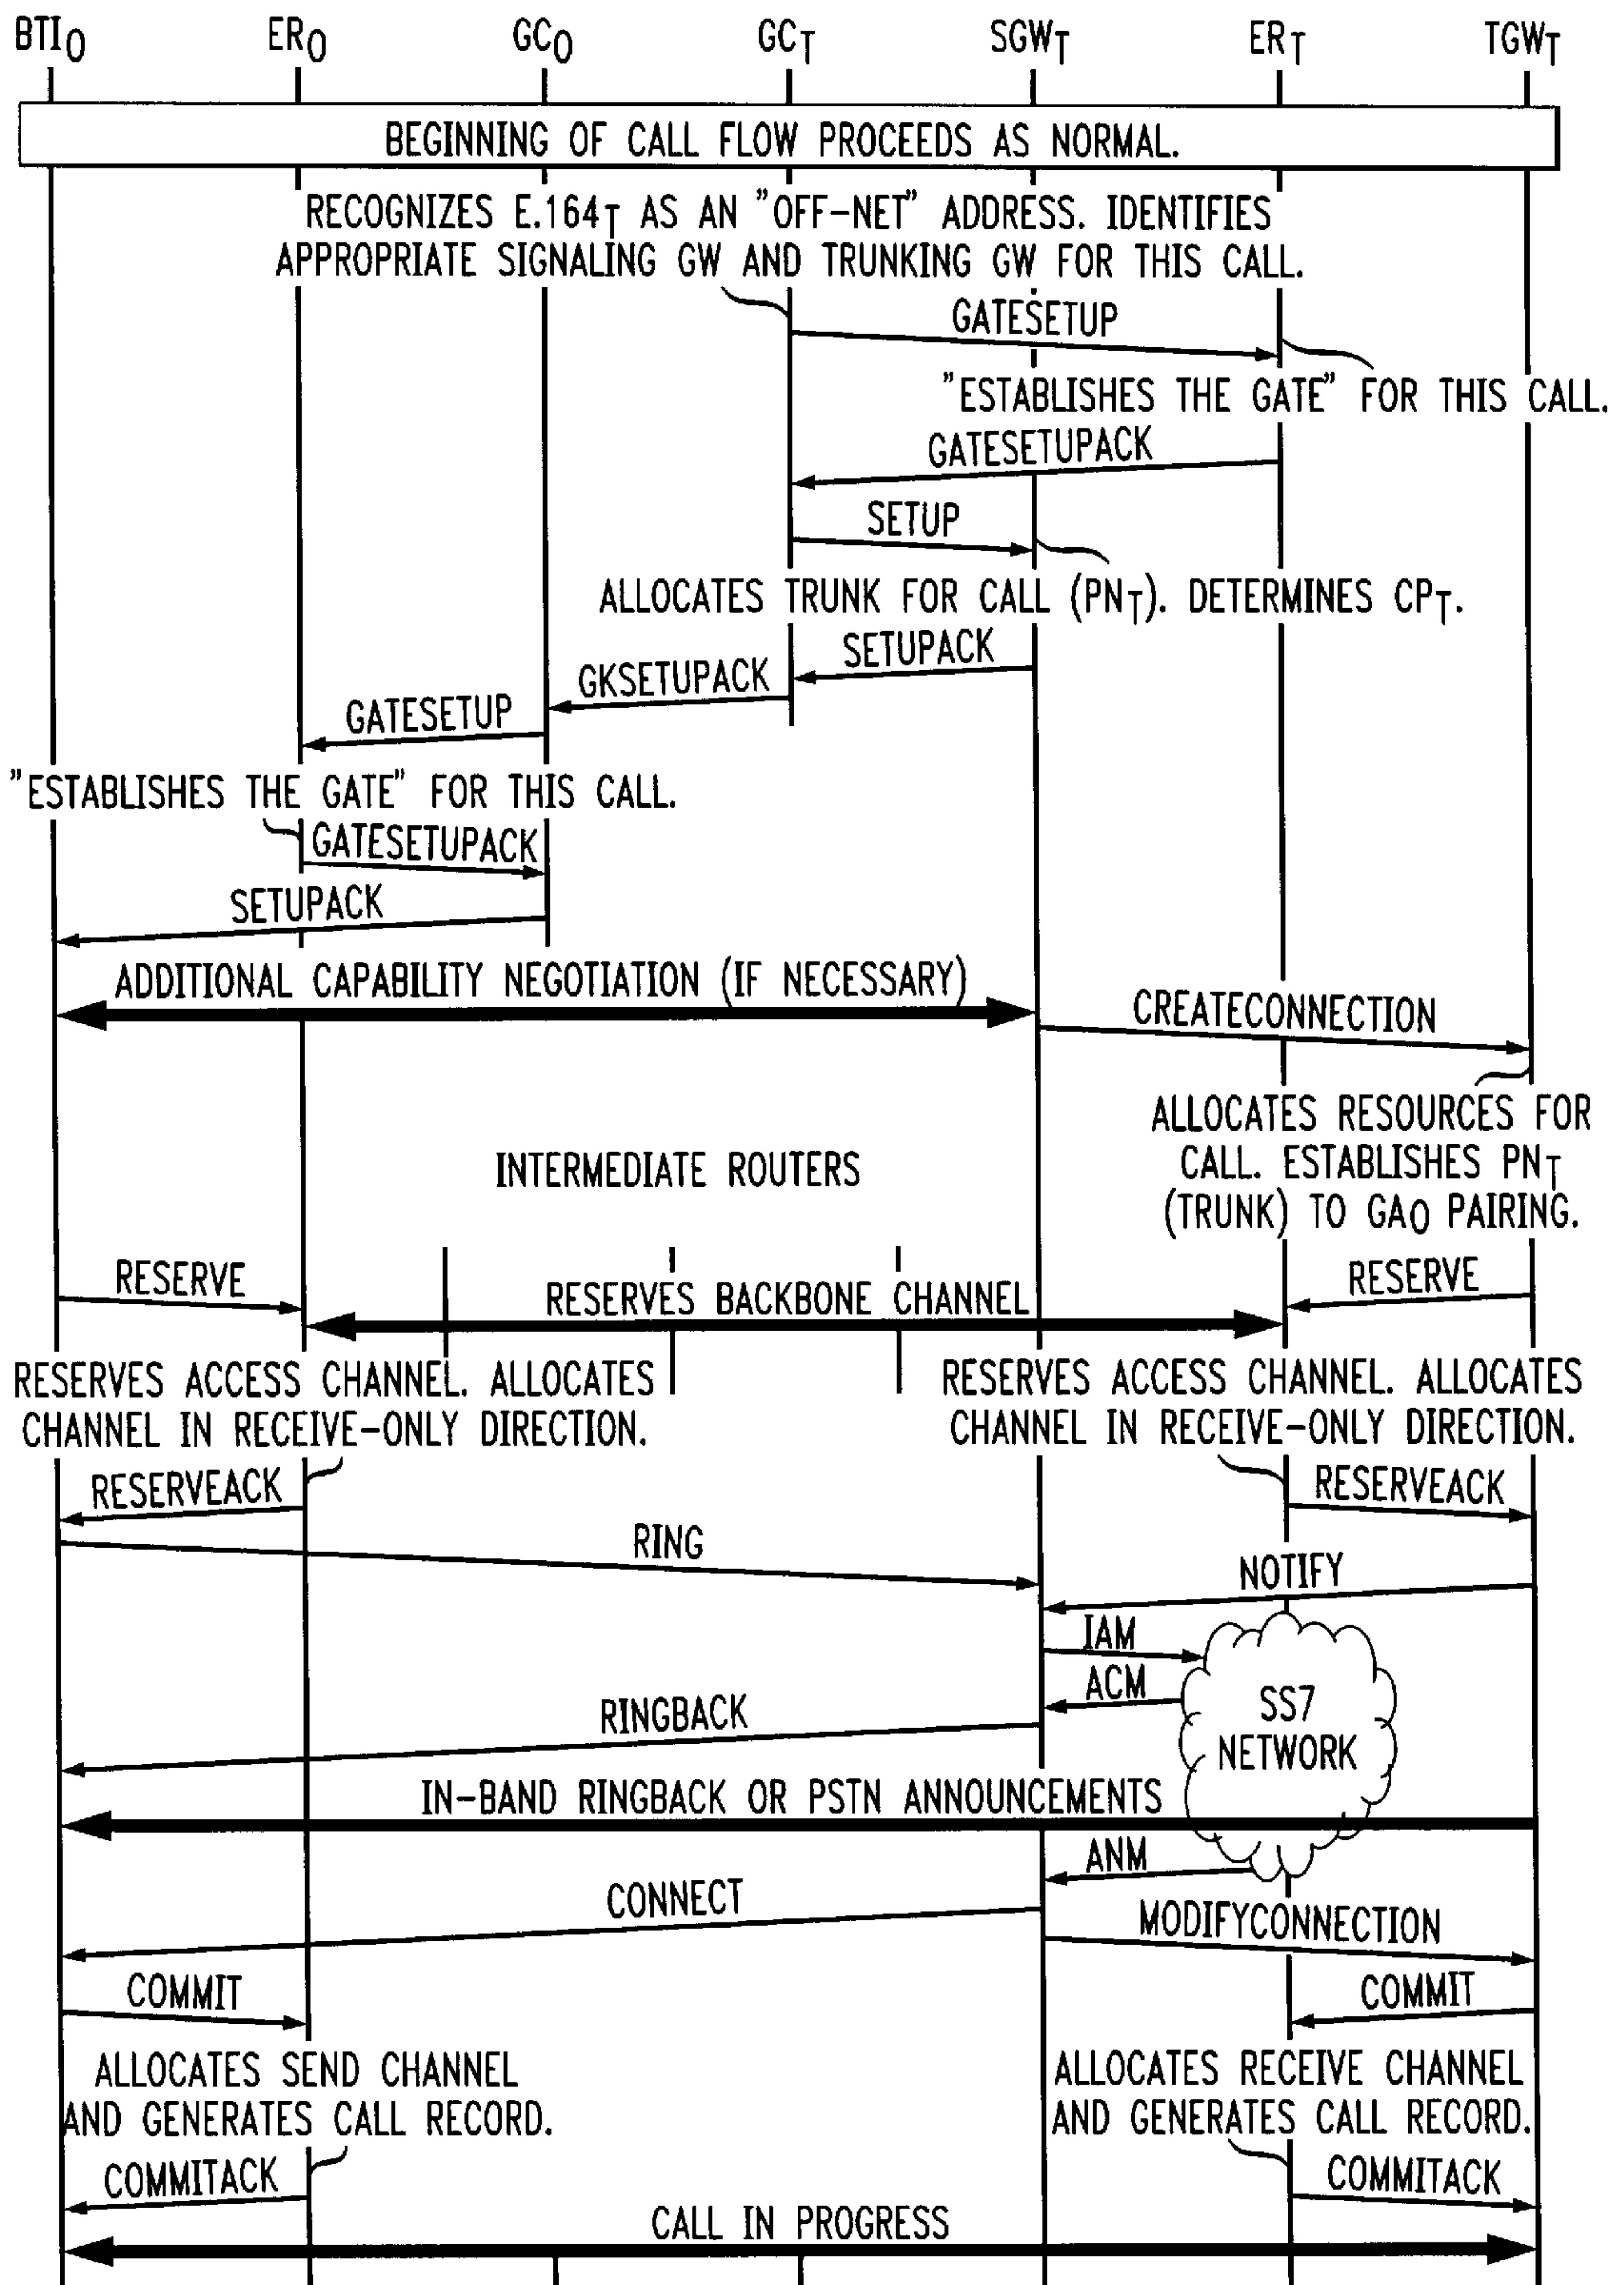 BTIO ERO GCO GCT SGWT ERT TGWT
BEGINNING OF CALL FLOW PROCEEDS AS NORMAL.
RECOGNIZES E.164T AS AN "OFF-NET" ADDRESS. IDENTIFIES
APPROPRIATE SIGNALING GW AND TRUNKING GW FOR THIS CALL.
GATESETUP
"ESTABLISHES THE GATE" FOR THIS CALL.
GATESETUPACK
SETUP
ALLOCATES TRUNK FOR CALL (PNT). DETERMINES CPT.
SETUPACK
GKSETUPACK
GATESETUP
"ESTABLISHES THE GATE" FOR THIS CALL.
GATESETUPACK
SETUPACK
ADDITIONAL CAPABILITY NEGOTIATION (IF NECESSARY)
CREATECONNECTION
ALLOCATES RESOURCES FOR
CALL. ESTABLISHES PNT
(TRUNK) TO GAO PAIRING.
INTERMEDIATE ROUTERS
RESERVE
RESERVES BACKBONE CHANNEL
RESERVE
RESERVES ACCESS CHANNEL. ALLOCATES
CHANNEL IN RECEIVE-ONLY DIRECTION.
RESERVES ACCESS CHANNEL. ALLOCATES
CHANNEL IN RECEIVE-ONLY DIRECTION.
RESERVEACK
RESERVEACK
RING
NOTIFY
IAM
ACM
SS7
NETWORK
RINGBACK
IN-BAND RINGBACK OR PSTN ANNOUNCEMENTS
ANM
CONNECT
MODIFYCONNECTION
COMMIT
COMMIT
ALLOCATES SEND CHANNEL
AND GENERATES CALL RECORD.
ALLOCATES RECEIVE CHANNEL
AND GENERATES CALL RECORD.
COMMITACK
COMMITACK
CALL IN PROGRESS